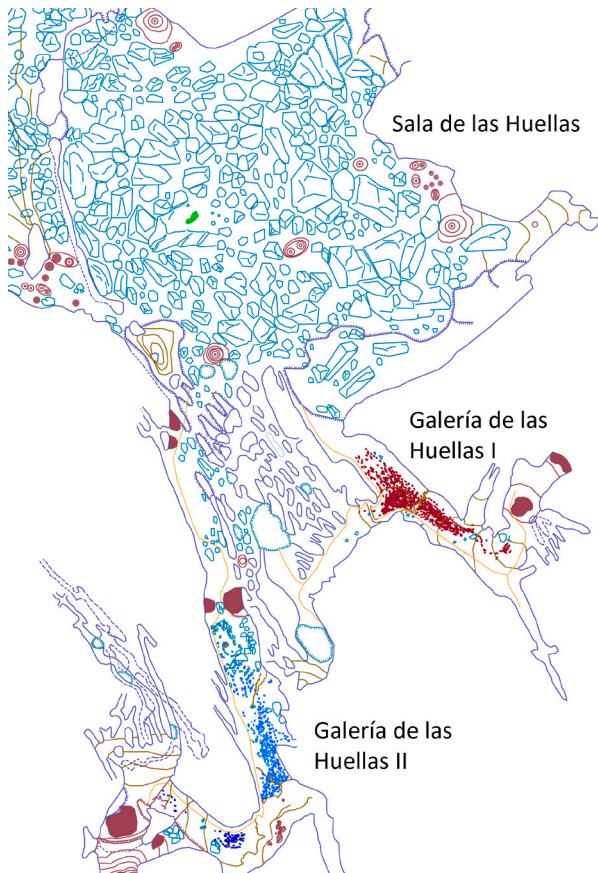 Sala de las Huellas
Galería de las
Huellas I
Galería de las
Huellas II